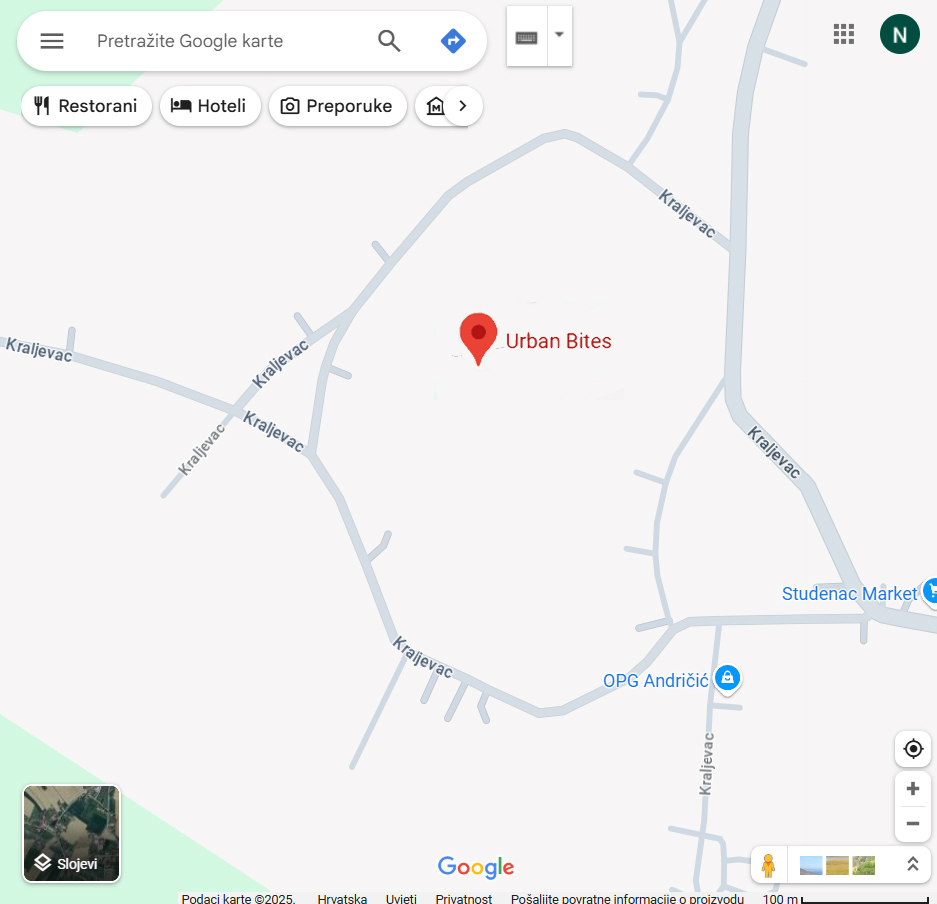 Pretražite Google karte
N
Restorani
Hoteli
Preporuke
M
Kraljevac
Urban Bites
Kraljevac
Kraljevac
Kraljevac
Kraljevac
Kraljevac
Studenac Market
Kraljevac
OPG Andričić
Kraljevac
Slojevi
Google
Podaci karte ©2025. Hrvatska Uvjeti Privatnost Pošaljite povratne informacije o proizvodu 100 m